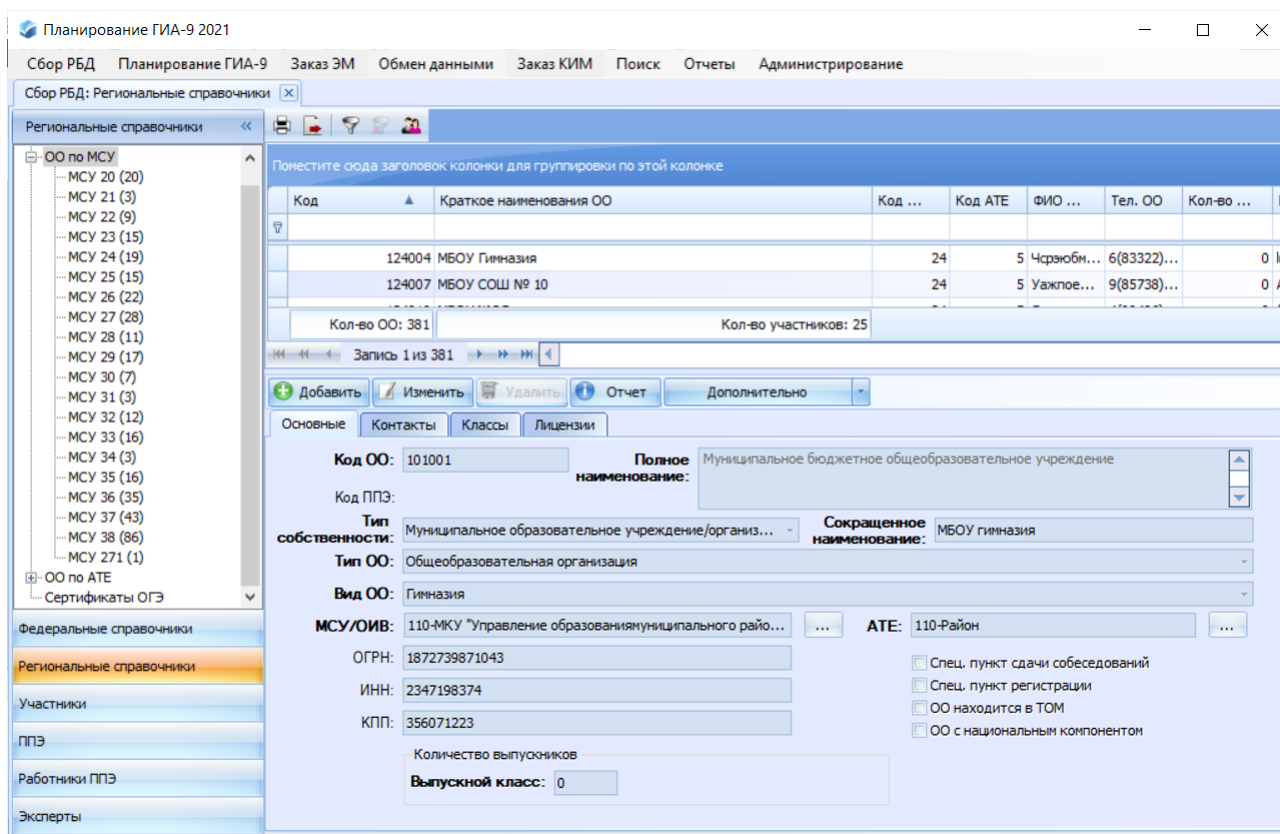 Планирование ГИА-9 2021
Сбор РБД Планирование ГИА-9 Заказ ЭМ Обмен данными Заказ КИМ Поиск Отчеты Администрирование
Сбор РБД: Региональные справочники
Региональные справочники
ОО по МСУ
МСУ 20 (20)
МСУ 21 (3)
МСУ 22 (9)
МСУ 23 (15)
МСУ 24 (19)
МСУ 25 (15)
МСУ 26 (22)
МСУ 27 (28)
МСУ 28 (11)
МСУ 29 (17)
МСУ 30 (7)
МСУ 31 (3)
МСУ 32 (12)
МСУ 33 (16)
МСУ 34 (3)
МСУ 35 (16)
МСУ 36 (35)
МСУ 37 (43)
МСУ 38 (86)
МСУ 271 (1)
ОО по АТЕ
Сертификаты ОГЭ
Федеральные справочники
Региональные справочники
Участники
ППЭ
Работники ППЭ
Эксперты
Поместите сюда заголовок колонки для группировки по этой колонке
Код Краткое наименования ОО Код ... Код АТЕ ФИО ... Тел. ОО Кол-во ...
124004 МБОУ Гимназия 24 5 Чсрэюбм... 6(83322)... 0
124007 МБОУ СОШ № 10 24 5 Уажпое... 9(85738)... 0
Кол-во ОО: 381 Кол-во участников: 25
Запись 1 из 381
Добавить Изменить Удалить Отчет Дополнительно
Основные Контакты Классы Лицензии
Код ОО: 101001 Полное наименование: Муниципальное бюджетное общеобразовательное учреждение
Код ППЭ:
Тип собственности: Муниципальное образовательное учреждение/организ... Сокращенное наименование: МБОУ гимназия
Тип ОО: Общеобразовательная организация
Вид ОО: Гимназия
МСУ/ОИВ: 110-МКУ "Управление образованиямуниципального райо... ... АТЕ: 110-Район ...
ОГРН: 1872739871043
ИНН: 2347198374
КПП: 356071223
Спец. пункт сдачи собеседований
Спец. пункт регистрации
ОО находится в ТОМ
ОО с национальным компонентом
Количество выпускников
Выпускной класс: 0